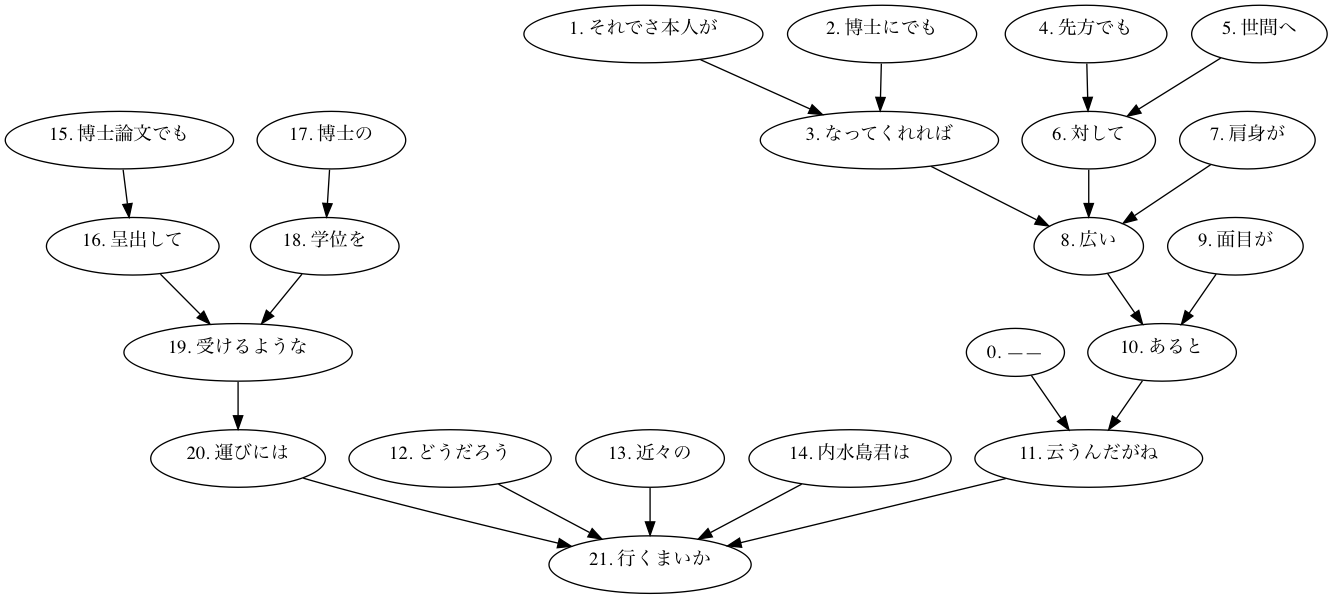 1. それでさ本人が
2. 博士にでも
4. 先方でも
5. 世間へ
15. 博士論文でも
17. 博士の
3. なってくれれば
6. 対して
7. 肩身が
16. 呈出して
18. 学位を
8. 広い
9. 面目が
19. 受けるような
0. ――
10. あると
20. 運びには
12. どうだろう
13. 近々の
14. 内水島君は
11. 云うんだがね
21. 行くまいか